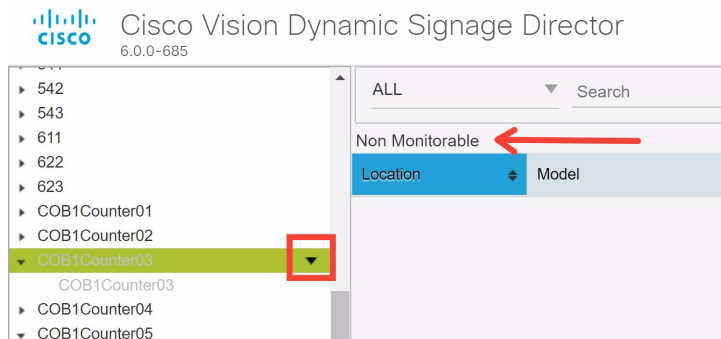 CISCO
Cisco Vision Dynamic Signage Director
6.0.0-685
542
543
611
622
623
COB1Counter01
COB1Counter02
COB1Counter03
COB1Counter03
COB1Counter04
COB1Counter05
ALL
Search
Non Monitorable
Location
Model